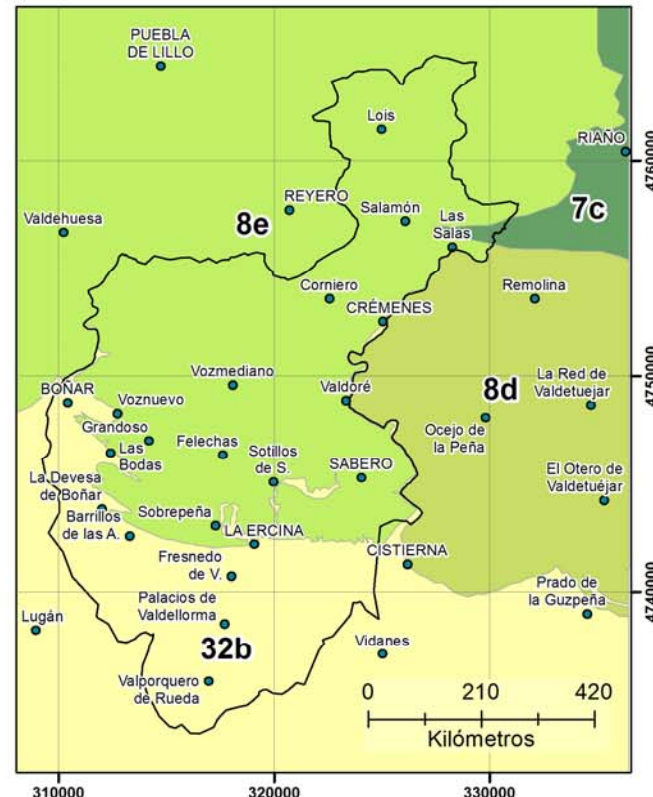 PUEBLA
DE LILLO
Lois
RIAÑO
4760000
REYERO
Salamón
7c
Valdehuesa
8e
Las
Salas
Corniero
Remolina
CRÉMENES
Vozmediano
4750000
BOÑAR
Voznuevo
Valdoré
8d
La Red de
Valdetuejar
Grandoso
Las
Bodas
Felechas
Sotillos
de S.
SABERO
Ocejo de
la Peña
La Devesa
de Boñar
El Otero de
Valdetuéjar
Barrillos
de las A.
Sobrepeña
LA ERCINA
CISTIERNA
Fresnedo
de V.
4740000
Palacios de
Valdellorma
Prado de
la Guzpeña
Lugán
32b
Vidanes
Valporquero
de Rueda
0 210 420
Kilómetros
310000 320000 330000